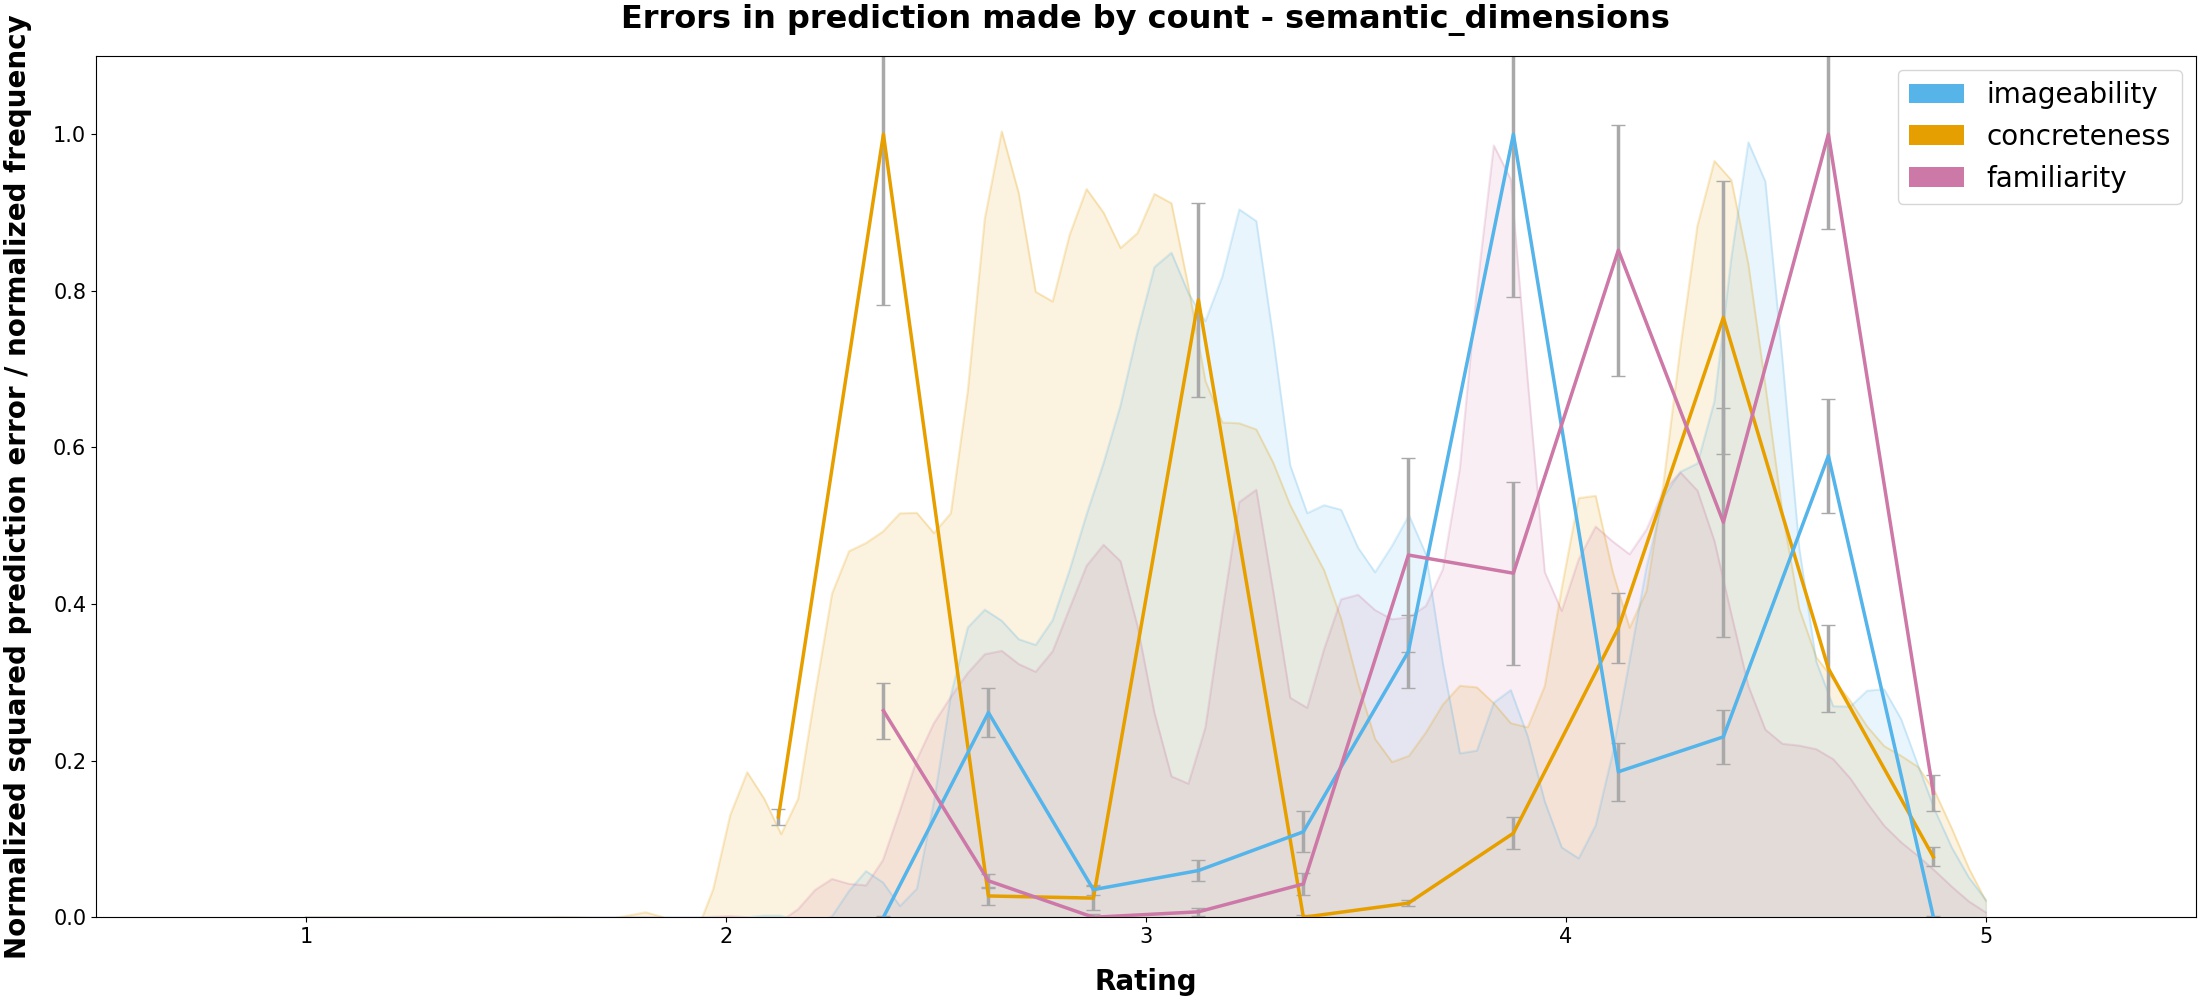 Errors in prediction made by count - semantic_dimensions
Normalized squared prediction error / normalized frequency
1.0
0.8
0.6
0.4
0.2
0.0
imageability
concreteness
familiarity
1 2 3 4 5
Rating